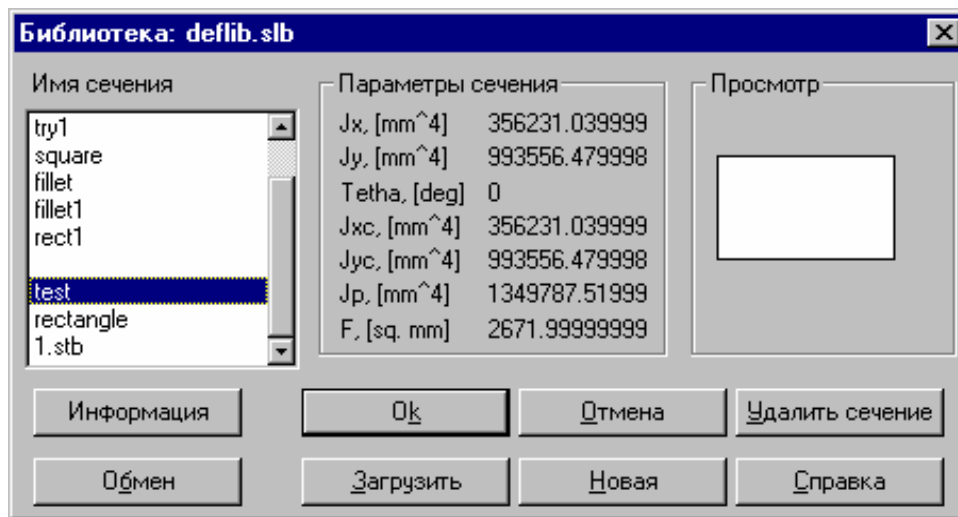 Библиотека: deflib.slb
Имя сечения
try1
square
fillet
fillet1
rect1
test
rectangle
1.stb
Параметры сечения
Jx, [mm^4] 356231.039999
Jy, [mm^4] 993556.479998
Tetha, [deg] 0
Jxc, [mm^4] 356231.039999
Jyc, [mm^4] 993556.479998
Jp, [mm^4] 1349787.51999
F, [sq. mm] 2671.99999999
Просмотр
Информация Ok Отмена Удалить сечение
Обмен Загрузить Новая Справка